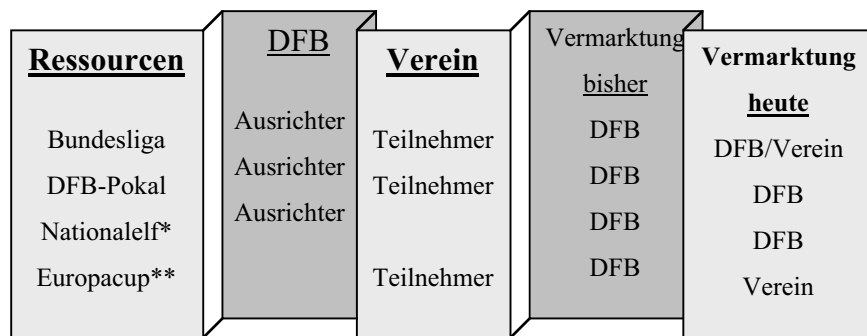 Ressourcen
Bundesliga
DFB-Pokal
Nationalelf*
Europacup**
DFB
Ausrichter
Ausrichter
Ausrichter
Verein
Teilnehmer
Teilnehmer
Teilnehmer
Vermarktung
bisher
DFB
DFB
DFB
DFB
Vermarktung
heute
DFB/Verein
DFB
DFB
Verein